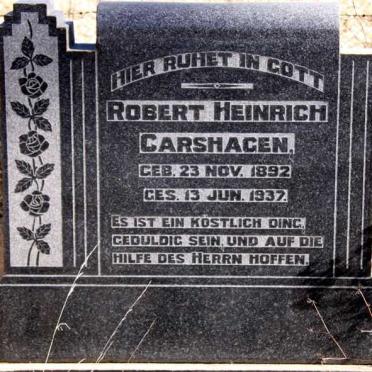 HIER RUHET IN GOTT
ROBERT HEINRICH
CARSHAGEN.
GEB. 23 NOV. 1892
GES. 13 JUN. 1937.
ES IST EIN KÖSTLICH DING,
GEDULDIG SEIN, UND AUF DIE
HILFE DES HERRN HOFFEN.